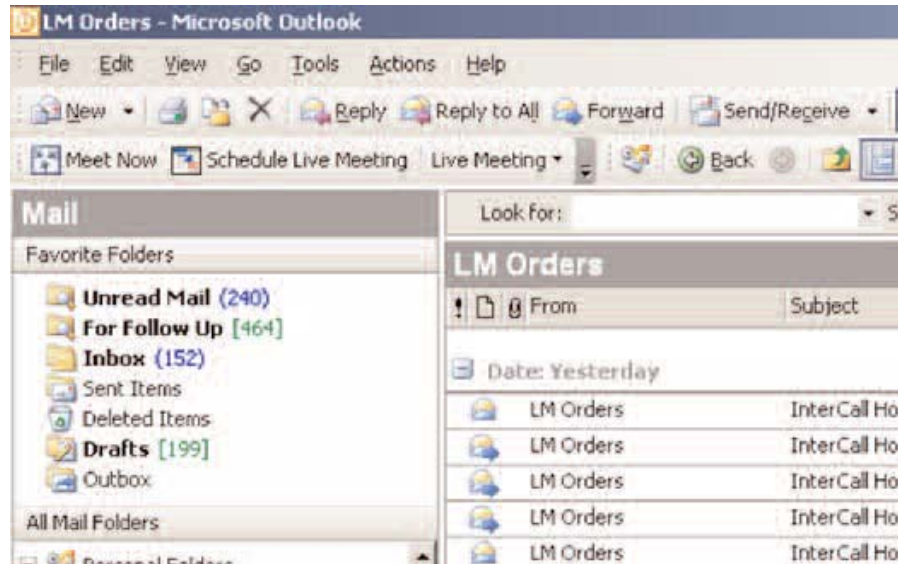 LM Orders - Microsoft Outlook
File Edit View Go Tools Actions Help
New Reply Reply to All Forward Send/Receive
Meet Now Schedule Live Meeting Live Meeting Back
Mail
Look for: S
Favorite Folders
LM Orders
Unread Mail (240)
For Follow Up [464]
Inbox (152)
Sent Items
Deleted Items
Drafts [199]
Outbox
All Mail Folders
Personal Folders
! From Subject
Date: Yesterday
LM Orders InterCall Ho
LM Orders InterCall Ho
LM Orders InterCall Ho
LM Orders InterCall Ho
LM Orders InterCall Ho